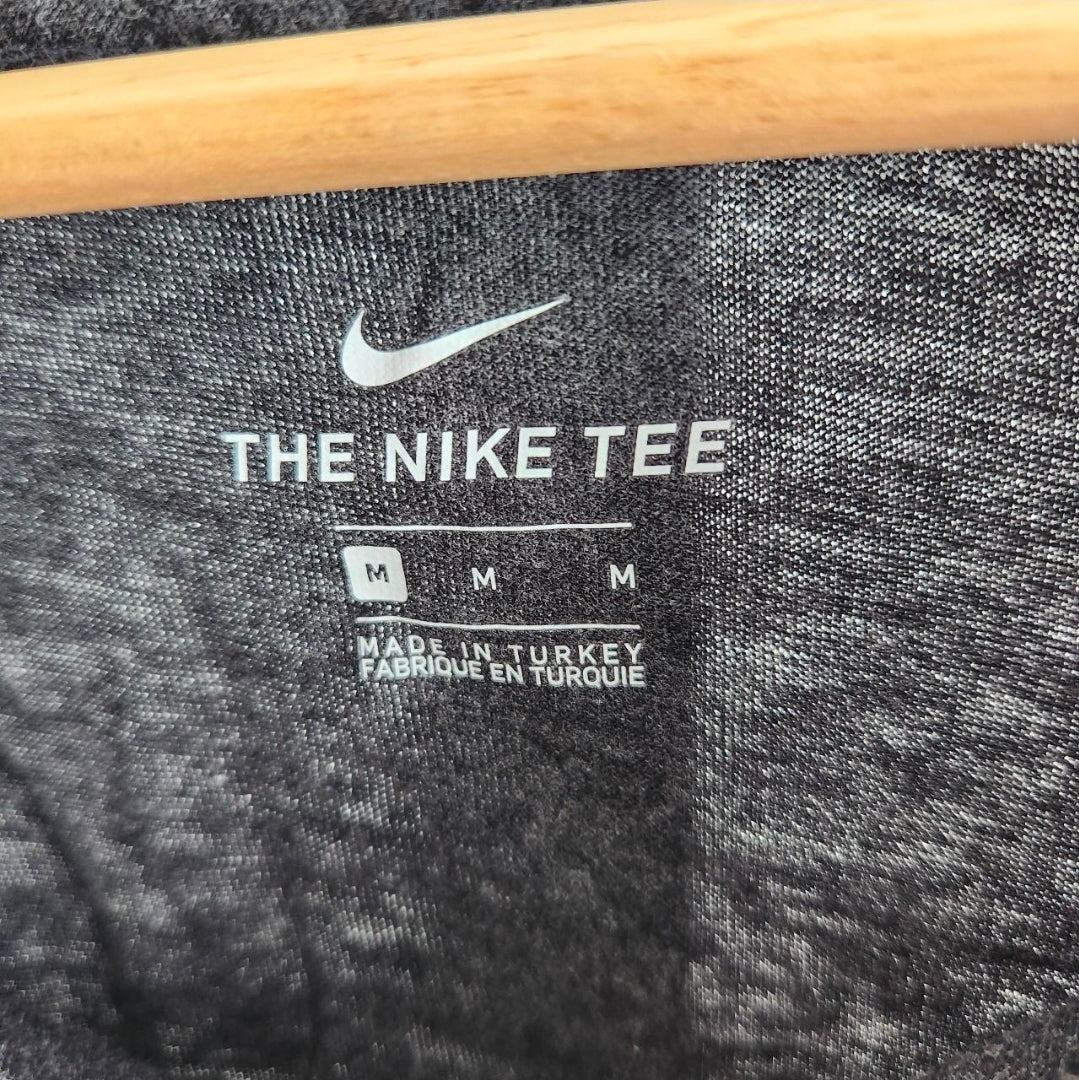 THE NIKE TEE
M M M
MADE IN TURKEY
FABRIQUE EN TURQUIE